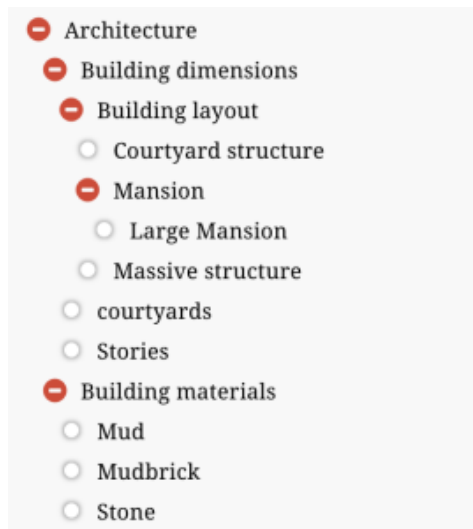 Architecture
Building dimensions
Building layout
Courtyard structure
Mansion
Large Mansion
Massive structure
courtyards
Stories
Building materials
Mud
Mudbrick
Stone